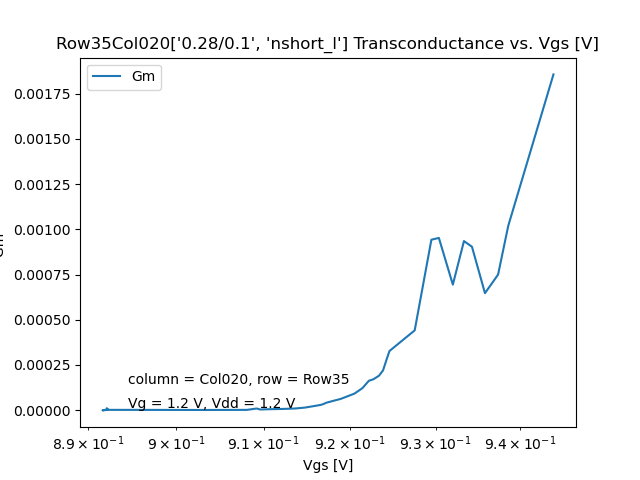 Row35Col020['0.28/0.1', 'nshort_l'] Transconductance vs. Vgs [V]
Gm
0.00175
0.00150
0.00125
0.00100
0.00075
0.00050
0.00025
0.00000
Gm
column = Col020, row = Row35
Vg = 1.2 V, Vdd = 1.2 V
8.9 × 10⁻¹ 9 × 10⁻¹ 9.1 × 10⁻¹ 9.2 × 10⁻¹ 9.3 × 10⁻¹ 9.4 × 10⁻¹
Vgs [V]